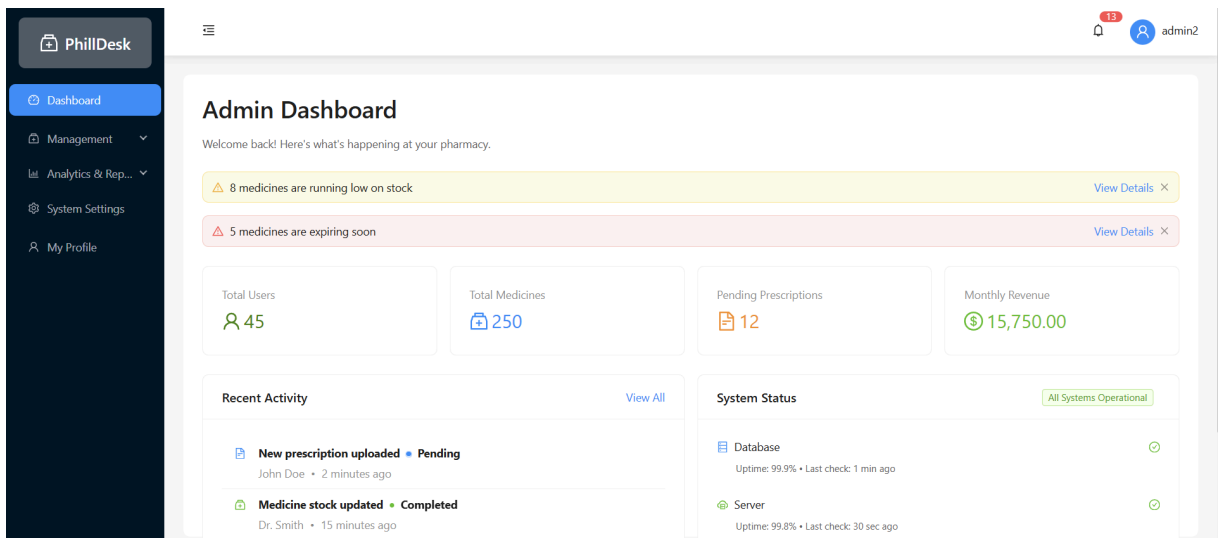 PhillDesk
13
admin2
Dashboard
Management
Analytics & Rep...
System Settings
My Profile
Admin Dashboard
Welcome back! Here's what's happening at your pharmacy.
8 medicines are running low on stock View Details
5 medicines are expiring soon View Details
Total Users
45
Total Medicines
250
Pending Prescriptions
12
Monthly Revenue
$ 15,750.00
Recent Activity View All
New prescription uploaded • Pending
John Doe • 2 minutes ago
Medicine stock updated • Completed
Dr. Smith • 15 minutes ago
System Status All Systems Operational
Database
Uptime: 99.9% • Last check: 1 min ago
Server
Uptime: 99.8% • Last check: 30 sec ago